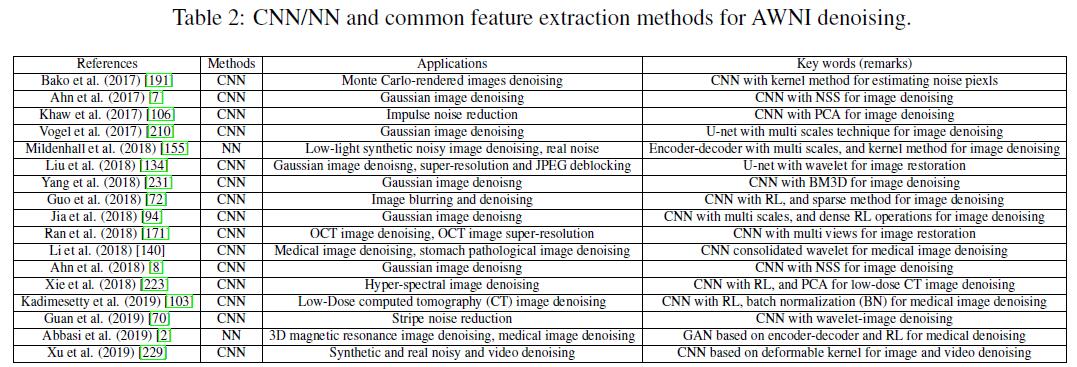 Table 2: CNN/NN and common feature extraction methods for AWNI denoising.
References Methods Applications Key words (remarks)
Bako et al. (2017) [191] CNN Monte Carlo-rendered images denoising CNN with kernel method for estimating noise piexls
Ahn et al. (2017) [7] CNN Gaussian image denoising CNN with NSS for image denoising
Khaw et al. (2017) [106] CNN Impulse noise reduction CNN with PCA for image denoising
Vogel et al. (2017) [210] CNN Gaussian image denoising U-net with multi scales technique for image denoising
Mildenhall et al. (2018) [155] NN Low-light synthetic noisy image denoising, real noise Encoder-decoder with multi scales, and kernel method for image denoising
Liu et al. (2018) [134] CNN Gaussian image denoisng, super-resolution and JPEG deblocking U-net with wavelet for image restoration
Yang et al. (2018) [231] CNN Gaussian image denoisng CNN with BM3D for image denoising
Guo et al. (2018) [72] CNN Image blurring and denoising CNN with RL, and sparse method for image denoising
Jia et al. (2018) [94] CNN Gaussian image denoisng CNN with multi scales, and dense RL operations for image denoising
Ran et al. (2018) [171] CNN OCT image denoising, OCT image super-resolution CNN with multi views for image restoration
Li et al. (2018) [140] CNN Medical image denoising, stomach pathological image denoising CNN consolidated wavelet for medical image denoising
Ahn et al. (2018) [8] CNN Gaussian image denoisng CNN with NSS for image denoising
Xie et al. (2018) [223] CNN Hyper-spectral image denoising CNN with RL, and PCA for low-dose CT image denoising
Kadimesetty et al. (2019) [103] CNN Low-Dose computed tomography (CT) image denoising CNN with RL, batch normalization (BN) for medical image denoising
Guan et al. (2019) [70] CNN Stripe noise reduction CNN with wavelet-image denoising
Abbasi et al. (2019) [2] NN 3D magnetic resonance image denoising, medical image denoising GAN based on encoder-decoder and RL for medical denoising
Xu et al. (2019) [229] CNN Synthetic and real noisy and video denoising CNN based on deformable kernel for image and video denoising